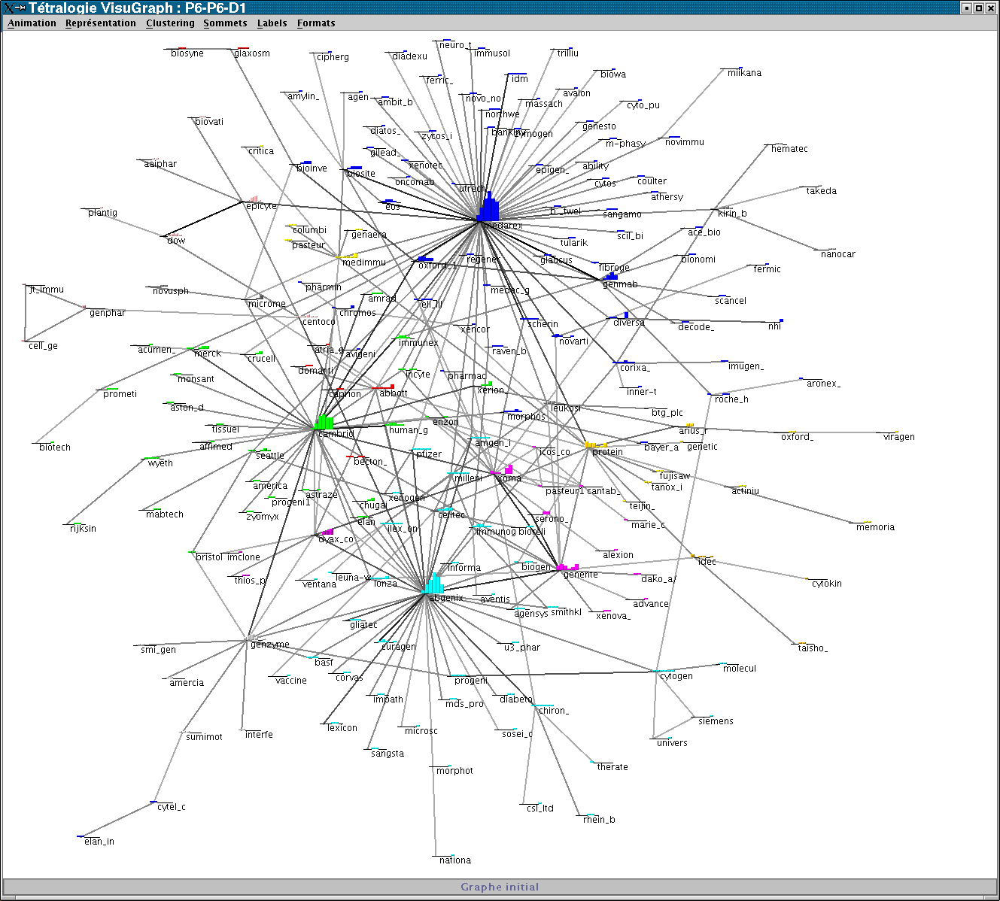 Tétralogie VisuGraph : P6-P6-D1
Animation Représentation Clustering Sommets Labels Formats
neuro_t
biosyne
glaxosm
cipherg
diadexu
immusol
trilliu
ferric_
idm
biowa
milkana
amylin_
agen
ambit_b
novo_no
massach
avalon
cyto_pu
northwe
biovati
diatos_
zycos_i
zymogen
genesto
critica
gilead_
m-phasy
novimmu
hematec
aaiphar
bioinve
biosite
xenotec
epigen_
ability
oncomab
utrech
cytos
coulter
takeda
plantig
epicyte
eos
athersy
b_twel
sangamo
kirin_b
medarex
columbi
genaera
pasteur
dow
scil_bi
ace_bio
tularik
nanocar
medimmu
oxford_1
regener
glaucus
fibroge
bionomi
fermic
jt_immu
novusph
pharmin
medac_g
genmab
amrad
eli_lil
scancel
microme
genphar
chromos
centoco
xencor
scherin
diversa
decode_
nhi
cell_ge
acumen_
merck
crucell
atria_g
avigeni
immunex
raven_b
novarti
monsant
domanti
incyte
pharmac
corixa_
imugen_
aronex_
prometi
caprion
abbott
xerion_
inner-t
roche_h
aston_d
leukosi
btg_plc
tissuel
cambrid
human_g
enzon
morphos
arius_r
oxford_
viragen
biotech
affimed
seattle
amgen_i
icos_co
protein
bayer_a
genetic
wyeth
becton_
pfizer
milleni
xoma
fujisaw
america
tanox_i
astraze
xenogen
pasteur1
cantab_
actiniu
progeni1
chugai
teijin_
mabtech
zyomyx
elan
celltec
serono_
marie_c
rijksin
ilex_on
immunog
bioreli
memoria
dyax_co
bristol
imclone
alexion
idec
thios_p
ventana
leuna-w
lonza
informa
biogen
genente
dako_a/
cytokin
abgenix
aventis
advance
agensys
smithkl
xenova_
gliatec
smi_gen
genzyme
curagen
u3_phar
taisho_
basf
molecul
amercia
vaccine
corvas
progeni
cytogen
impath
mds_pro
diabeto
chiron_
siemens
sumimot
interfe
lexicon
microsc
sosei_c
univers
sangsta
morphot
therate
cytel_c
csl_ltd
rhein_b
elan_in
nationa
Graphe initial